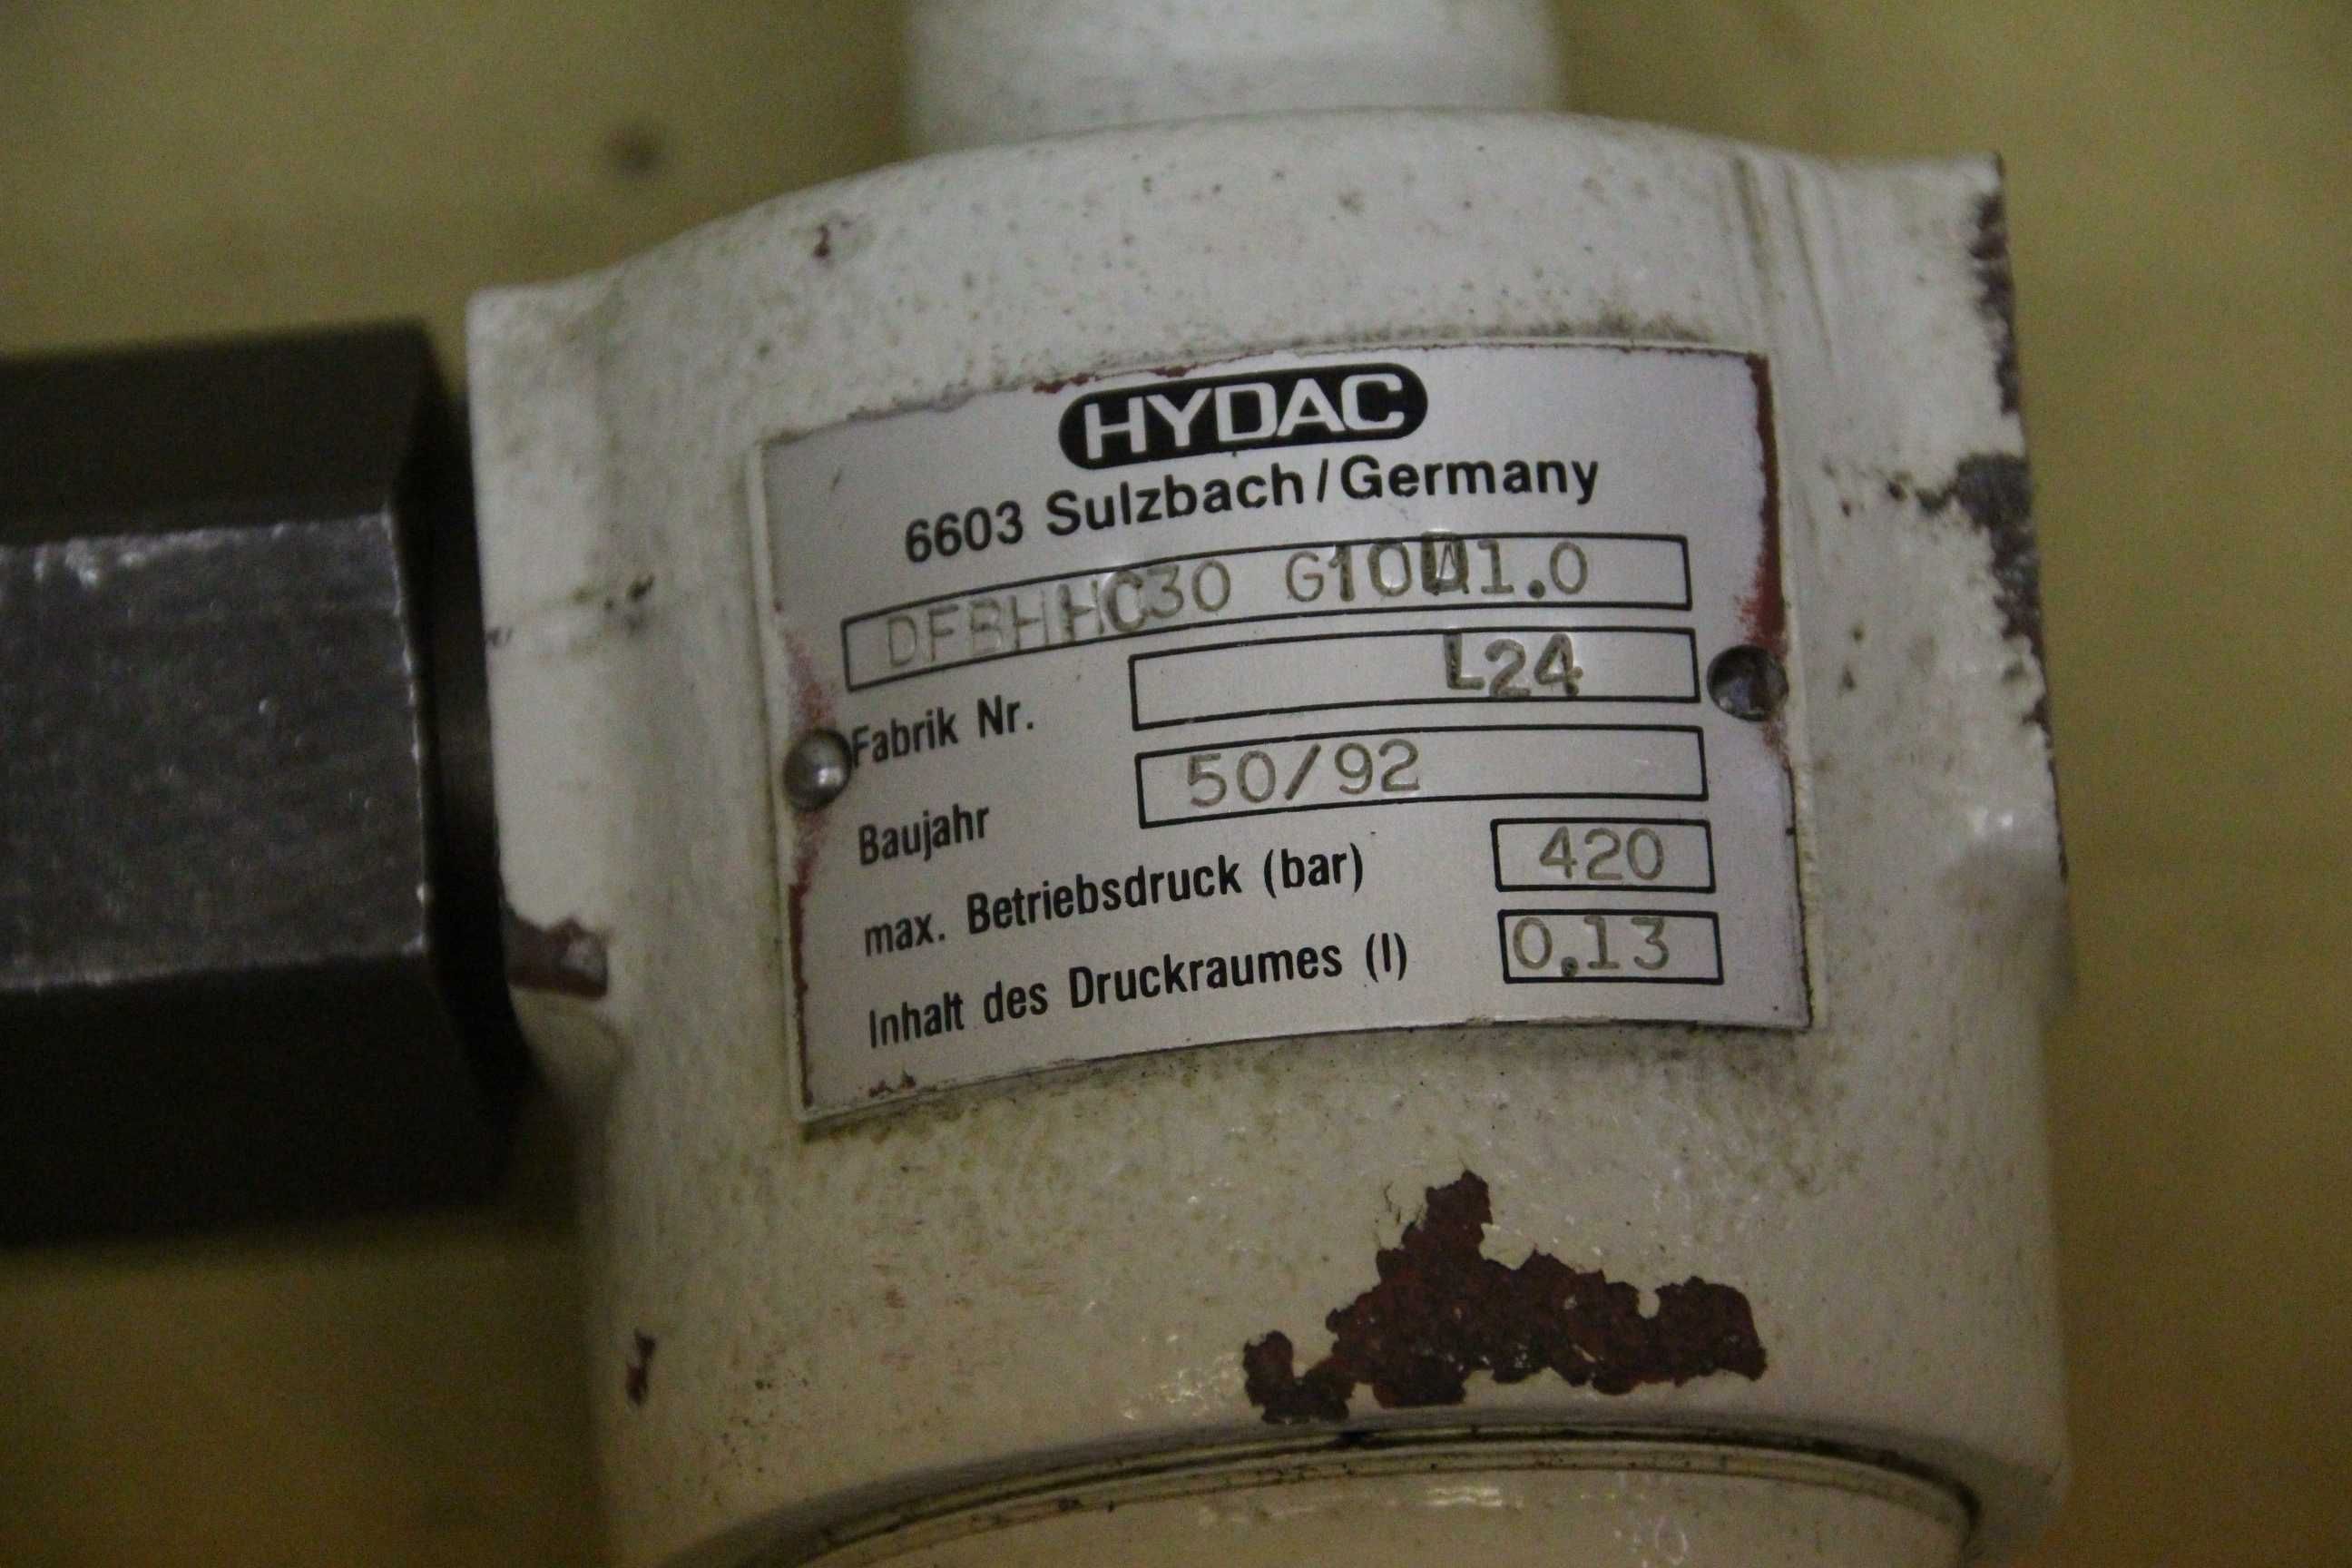 HYDAC
6603 Sulzbach/Germany
DFBHHC30 G10W1.0
Fabrik Nr. L24
Baujahr 50/92
max. Betriebsdruck (bar) 420
Inhalt des Druckraumes (l) 0,13